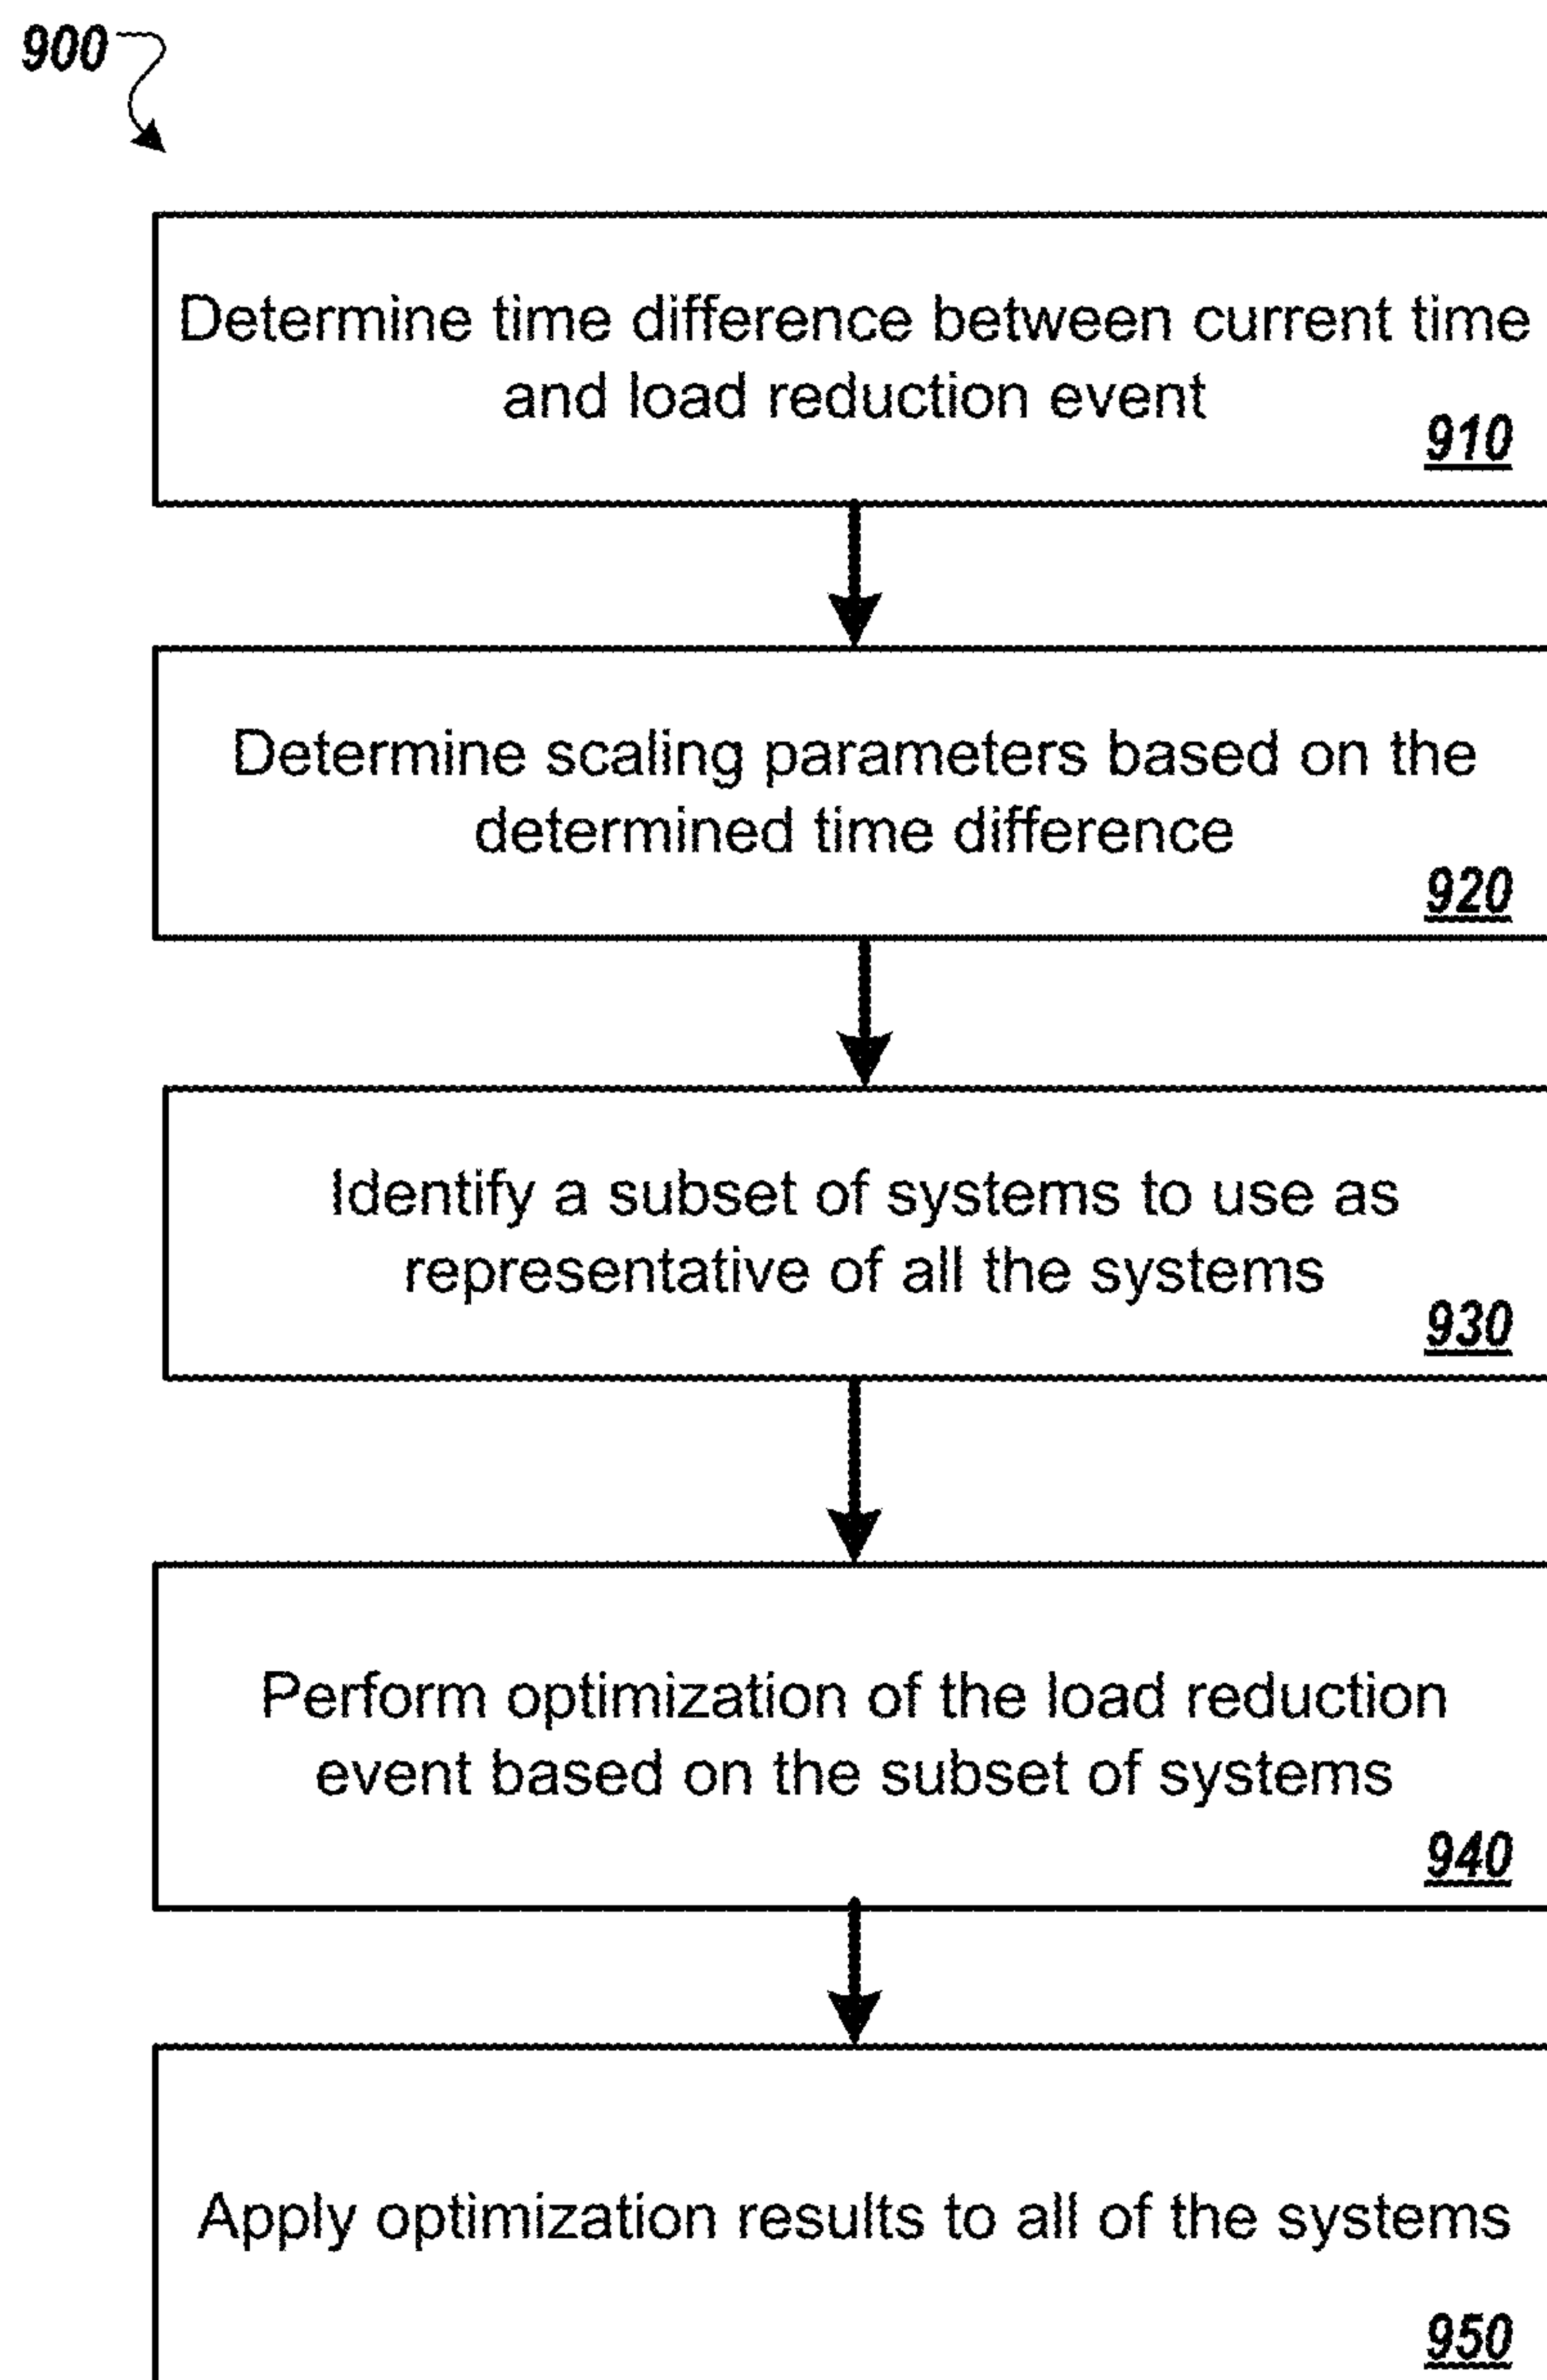 900
Determine time difference between current time
and load reduction event
910
Determine scaling parameters based on the
determined time difference
920
Identify a subset of systems to use as
representative of all the systems
930
Perform optimization of the load reduction
event based on the subset of systems
940
Apply optimization results to all of the systems
950